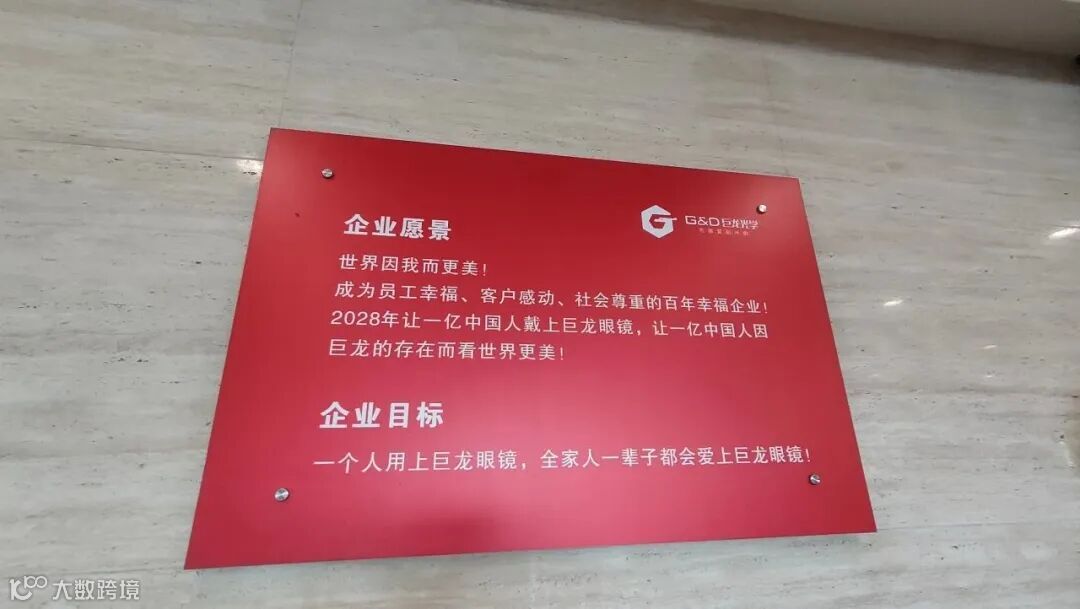 G&D 巨龙光学
企业愿景
世界因我而更美！
成为员工幸福、客户感动、社会尊重的百年幸福企业！
2028年让一亿中国人戴上巨龙眼镜，让一亿中国人因
巨龙的存在而看世界更美！
企业目标
一个人用上巨龙眼镜，全家人一辈子都会爱上巨龙眼镜！
大数跨境